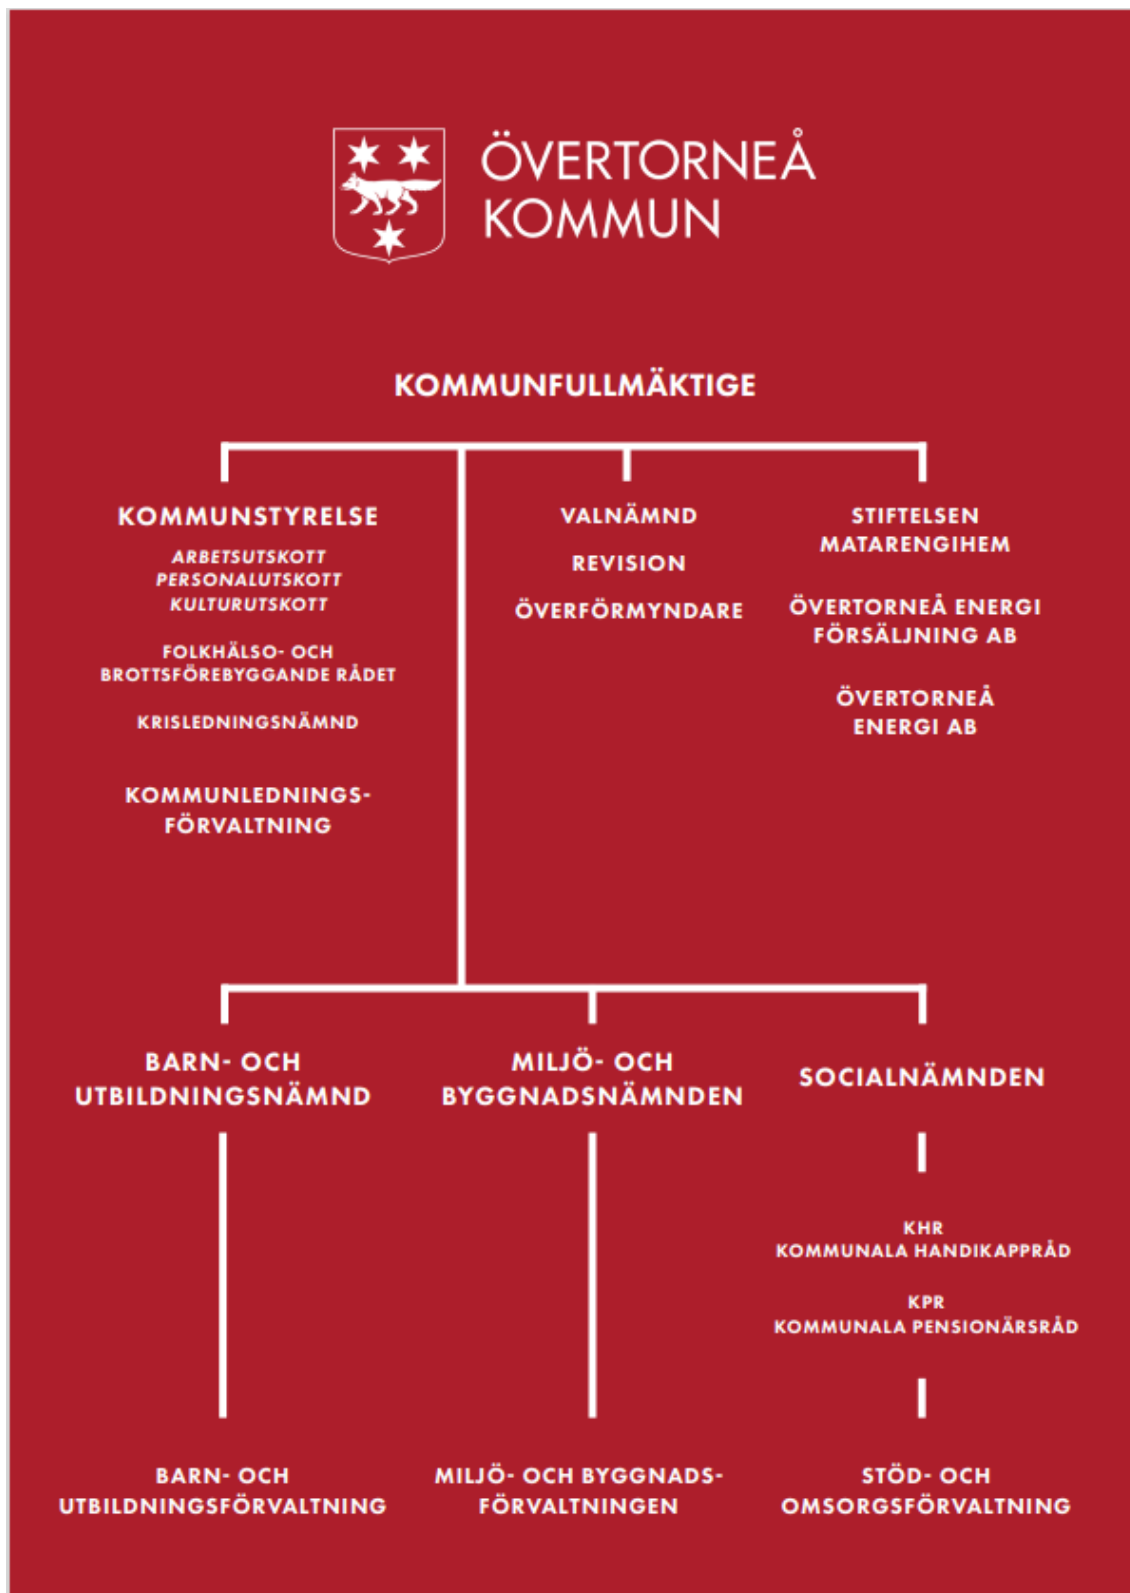 ÖVERTORNEÅ
KOMMUN
KOMMUNFULLMÄKTIGE
KOMMUNSTYRELSE
ARBETSUTSKOTT
PERSONALUTSKOTT
KULTURUTSKOTT
FOLKHÄLSO- OCH
BROTTSFÖREBYGGANDE RÅDET
KRISLEDNINGSNÄMND
KOMMUNLEDNINGS-
FÖRVALTNING
VALNÄMND
REVISION
ÖVERFÖRMYNDARE
STIFTELSEN
MATARENGIHEM
ÖVERTORNEÅ ENERGI
FÖRSÄLJNING AB
ÖVERTORNEÅ
ENERGI AB
BARN- OCH
UTBILDNINGSNÄMND
MILJÖ- OCH
BYGGNADSNÄMNDEN
SOCIALNÄMNDEN
KHR
KOMMUNALA HANDIKAPPRÅD
KPR
KOMMUNALA PENSIONÄRSRÅD
BARN- OCH
UTBILDNINGSFÖRVALTNING
MILJÖ- OCH BYGGNADS-
FÖRVALTNINGEN
STÖD- OCH
OMSORGSFÖRVALTNING